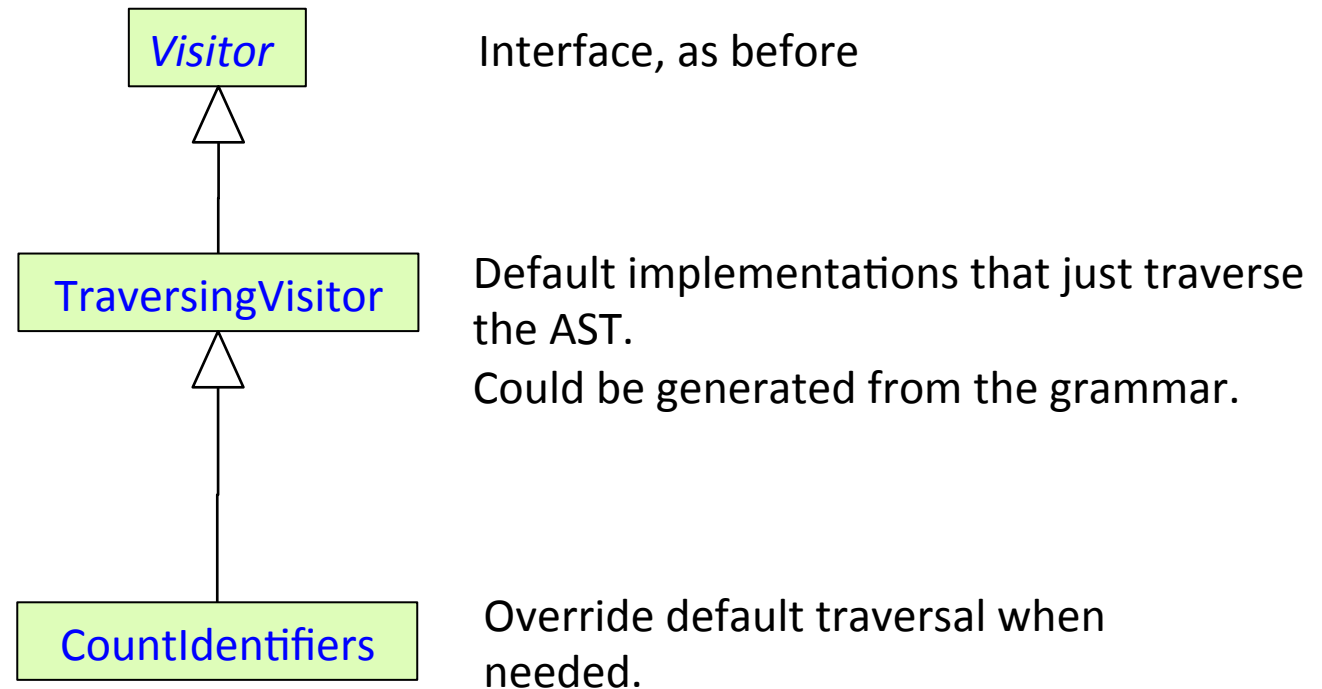 Visitor
Interface, as before
TraversingVisitor
Default implementations that just traverse
the AST.
Could be generated from the grammar.
CountIdentifiers
Override default traversal when
needed.